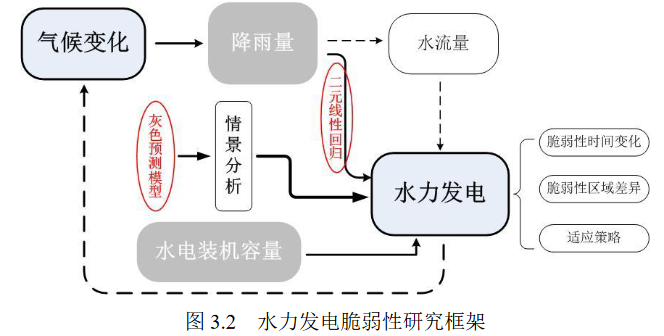 气候变化
降雨量
水流量
二元线性回归
灰色预测模型
情景分析
水力发电
脆弱性时间变化
脆弱性区域差异
适应策略
水电装机容量
图 3.2 水力发电脆弱性研究框架